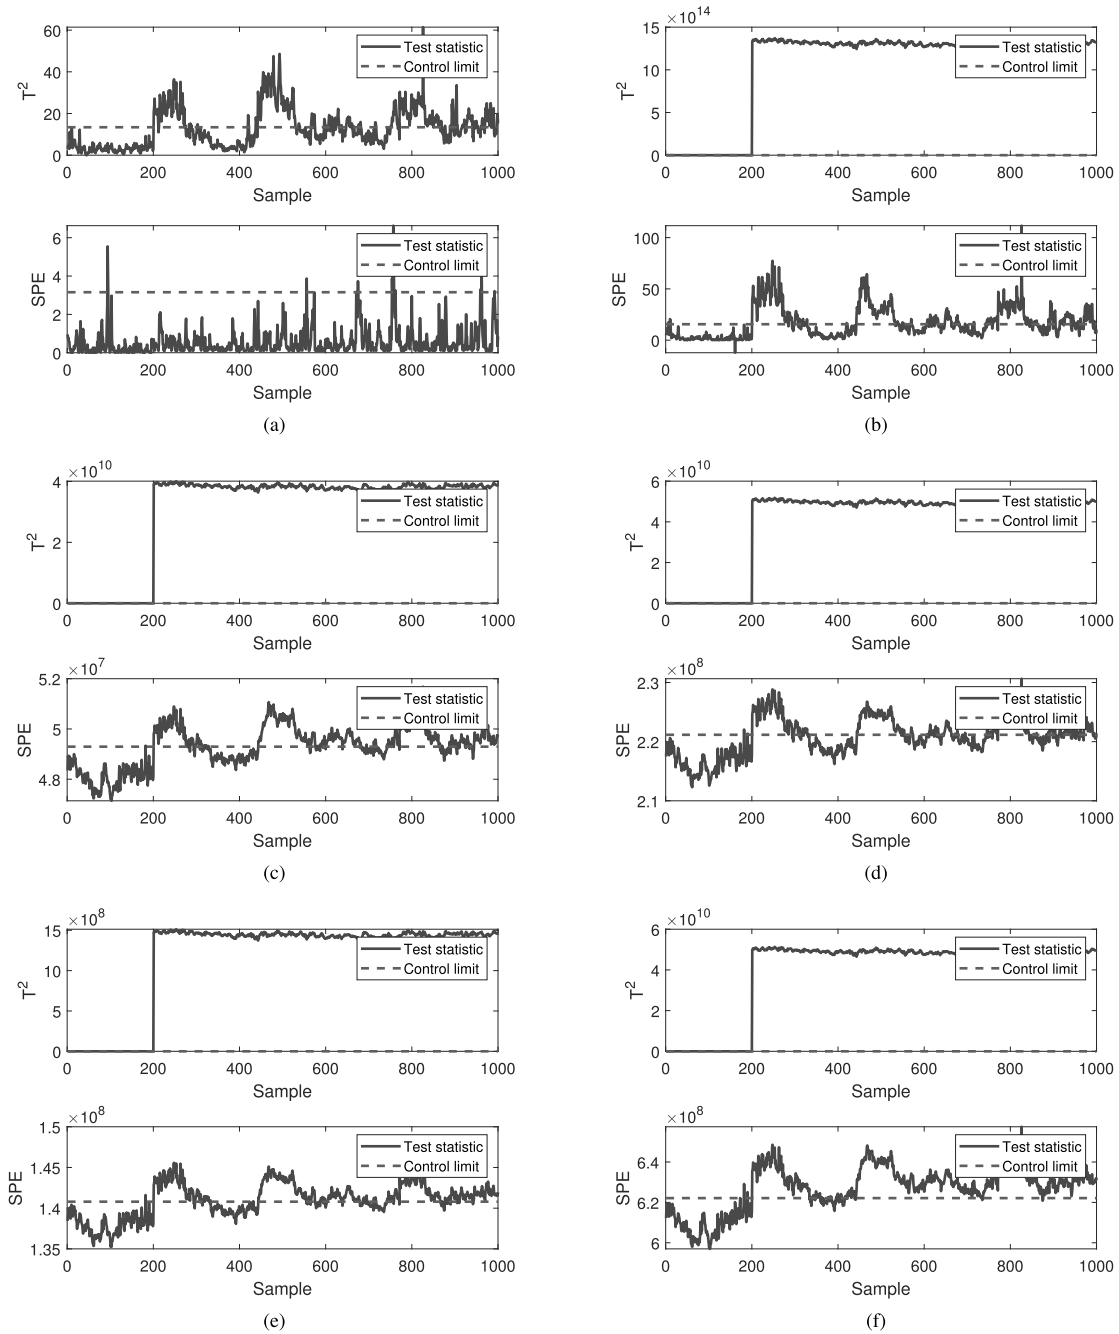 60
40
20
0
T²
0 200 400 600 800 1000
Sample
Test statistic
Control limit
6
4
2
0
SPE
0 200 400 600 800 1000
Sample
Test statistic
Control limit
(a)
×10¹⁴
15
10
5
0
T²
0 200 400 600 800 1000
Sample
Test statistic
Control limit
100
50
0
SPE
0 200 400 600 800 1000
Sample
Test statistic
Control limit
(b)
×10¹⁰
4
2
0
T²
0 200 400 600 800 1000
Sample
Test statistic
Control limit
×10⁷
5.2
5
4.8
SPE
0 200 400 600 800 1000
Sample
Test statistic
Control limit
(c)
×10¹⁰
6
4
2
0
T²
0 200 400 600 800 1000
Sample
Test statistic
Control limit
×10⁸
2.3
2.2
2.1
SPE
0 200 400 600 800 1000
Sample
Test statistic
Control limit
(d)
×10⁸
15
10
5
0
T²
0 200 400 600 800 1000
Sample
Test statistic
Control limit
×10⁸
1.5
1.45
1.4
1.35
SPE
0 200 400 600 800 1000
Sample
Test statistic
Control limit
(e)
×10¹⁰
6
4
2
0
T²
0 200 400 600 800 1000
Sample
Test statistic
Control limit
×10⁸
6.4
6.2
6
SPE
0 200 400 600 800 1000
Sample
Test statistic
Control limit
(f)